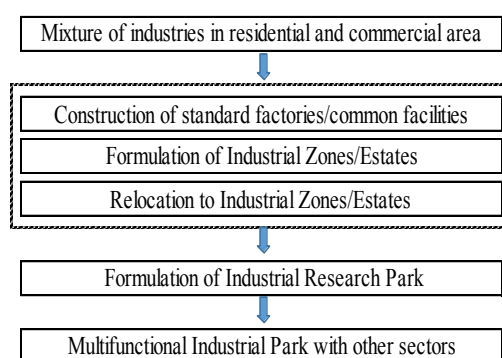 Mixture of industries in residential and commercial area
Construction of standard factories/common facilities
Formulation of Industrial Zones/Estates
Relocation to Industrial Zones/Estates
Formulation of Industrial Research Park
Multifunctional Industrial Park with other sectors